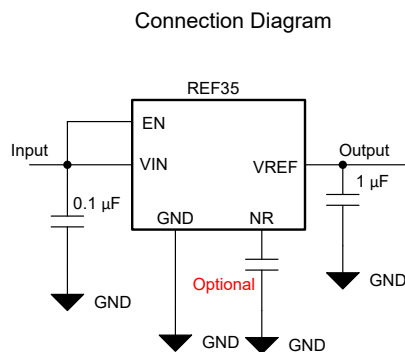 Connection Diagram
REF35
EN
Input
VIN
VREF
Output
0.1 µF
1 µF
GND
NR
Optional
GND
GND
GND
GND